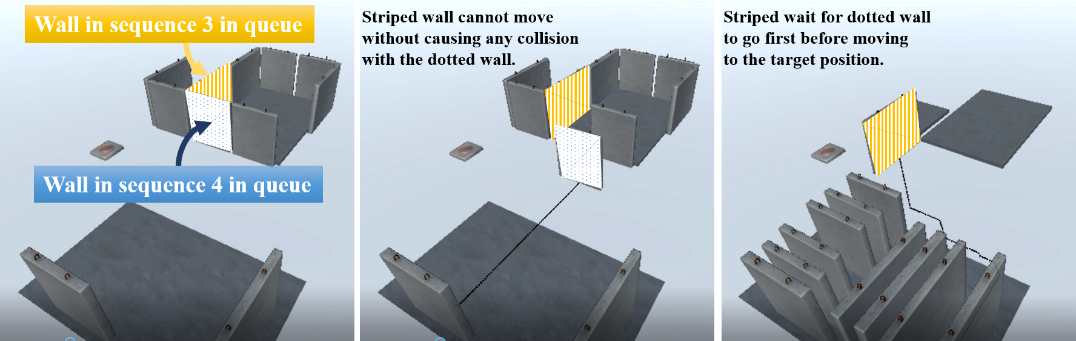 Wall in sequence 3 in queue
Wall in sequence 4 in queue
Striped wall cannot move
without causing any collision
with the dotted wall.
Striped wait for dotted wall
to go first before moving
to the target position.